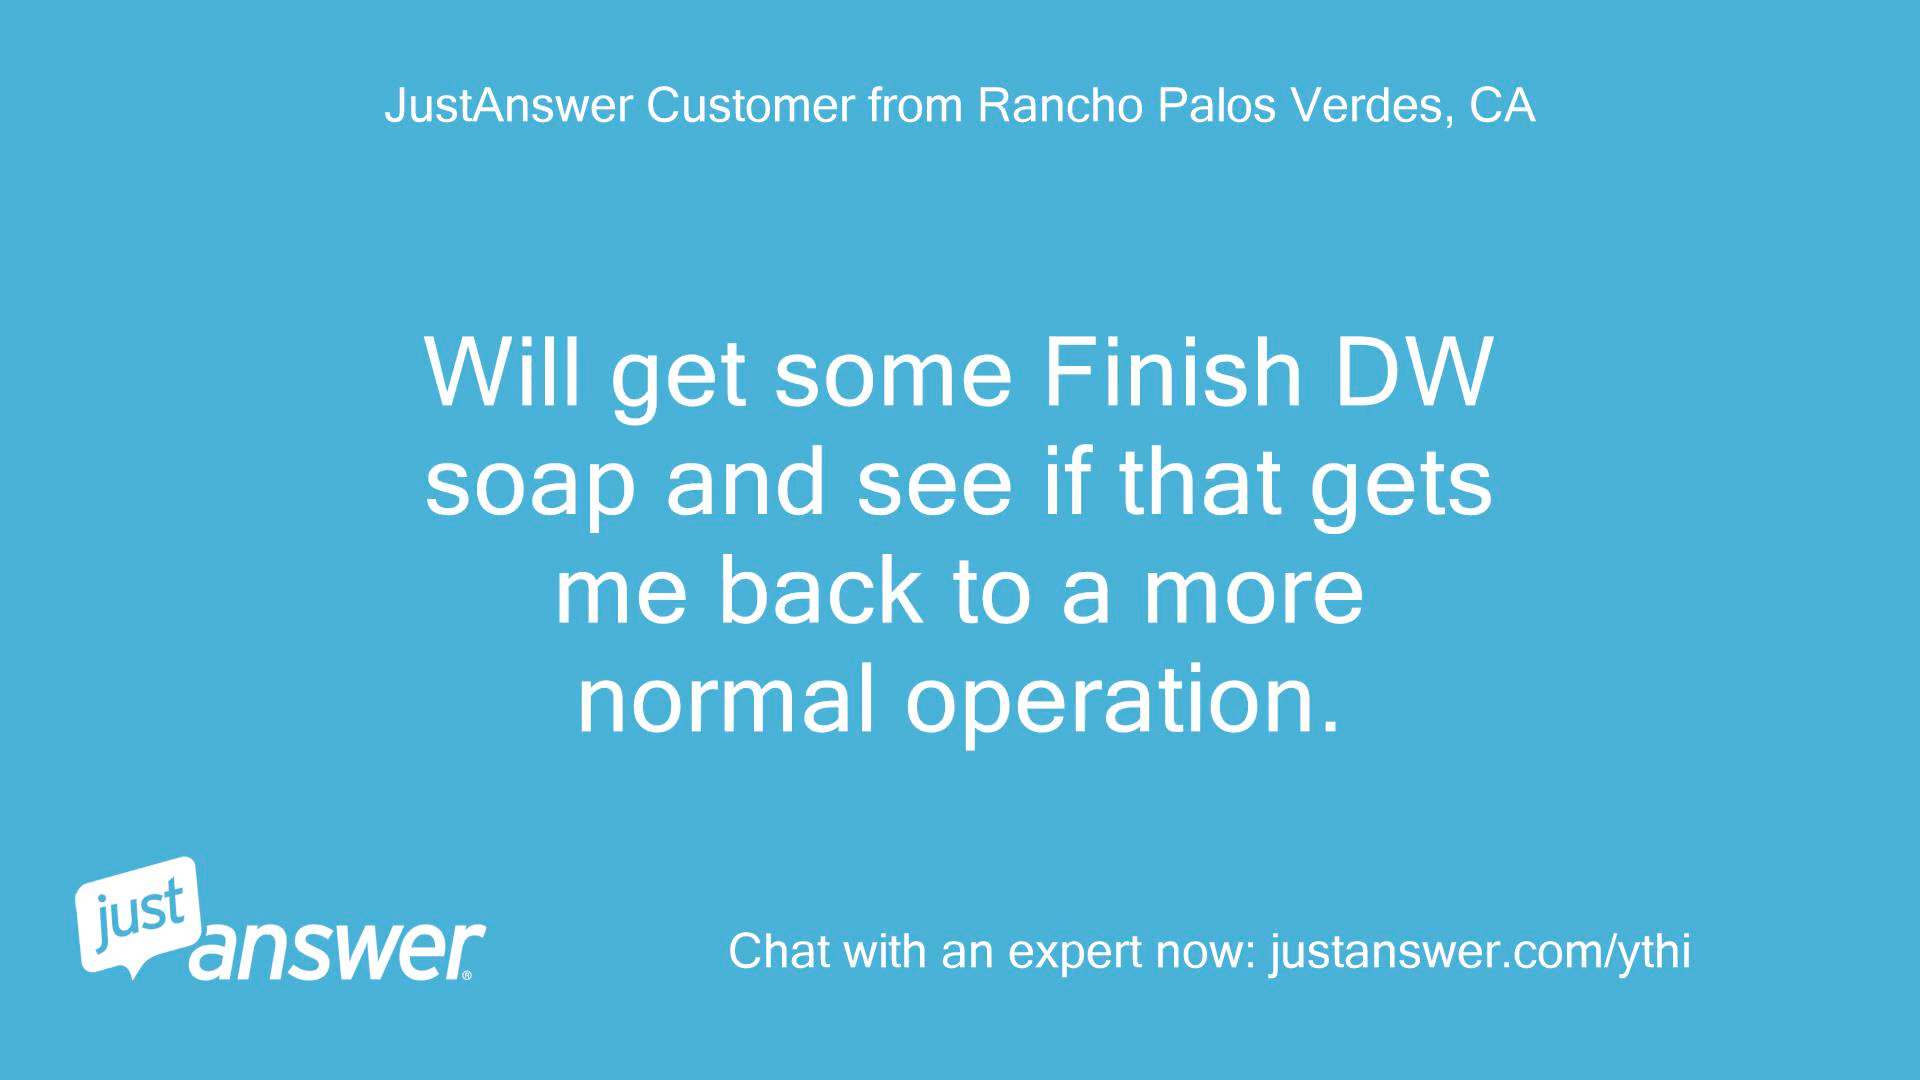 JustAnswer Customer from Rancho Palos Verdes, CA
Will get some Finish DW
soap and see if that gets
me back to a more
normal operation.
just
answer®
Chat with an expert now: justanswer.com/ythi